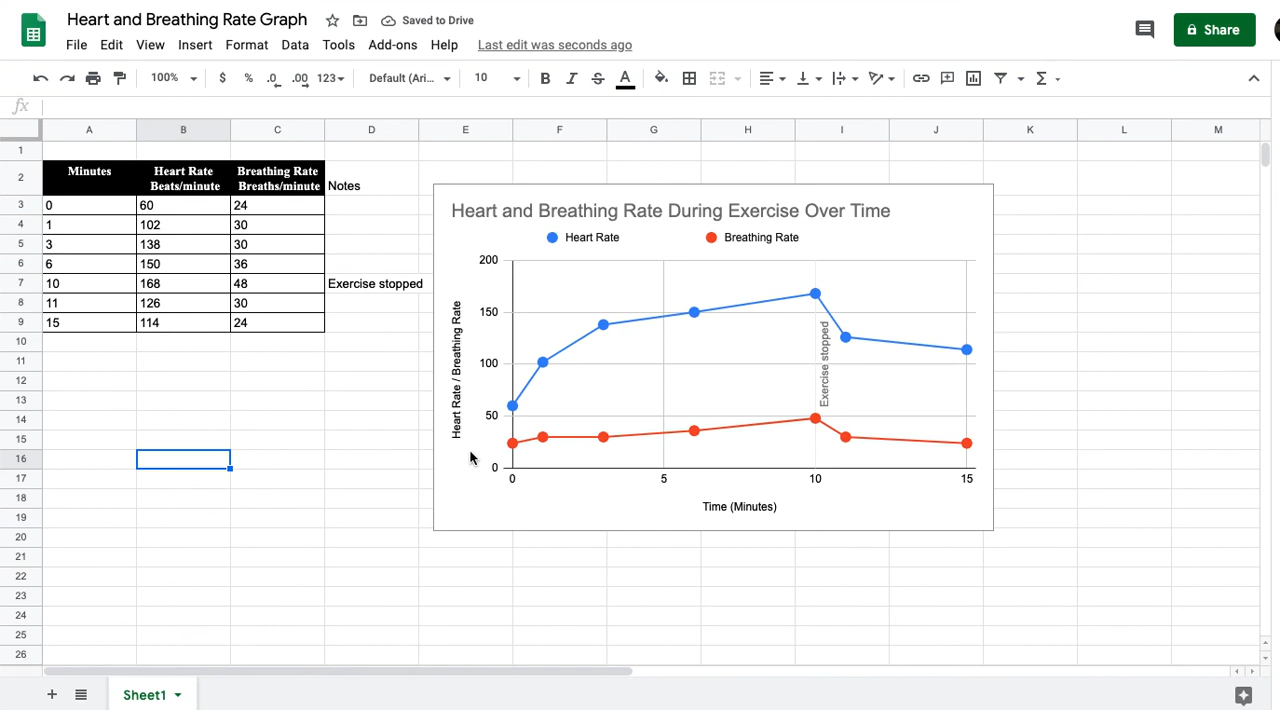 Heart and Breathing Rate Graph
Saved to Drive
File Edit View Insert Format Data Tools Add-ons Help Last edit was seconds ago
Share
100% $ % .0 .00 123 Default (Ari... 10 B I S A
fx
A B C D E F G H I J K L M
1
2 Minutes Heart Rate Breathing Rate
Beats/minute Breaths/minute Notes
3 0 60 24
4 1 102 30
5 3 138 30
6 6 150 36
7 10 168 48 Exercise stopped
8 11 126 30
9 15 114 24
10
11
12
13
14
15
16
17
18
19
20
21
22
23
24
25
26
Heart and Breathing Rate During Exercise Over Time
Heart Rate Breathing Rate
200
150
100
50
0
Heart Rate / Breathing Rate
Exercise stopped
0 5 10 15
Time (Minutes)
Sheet1